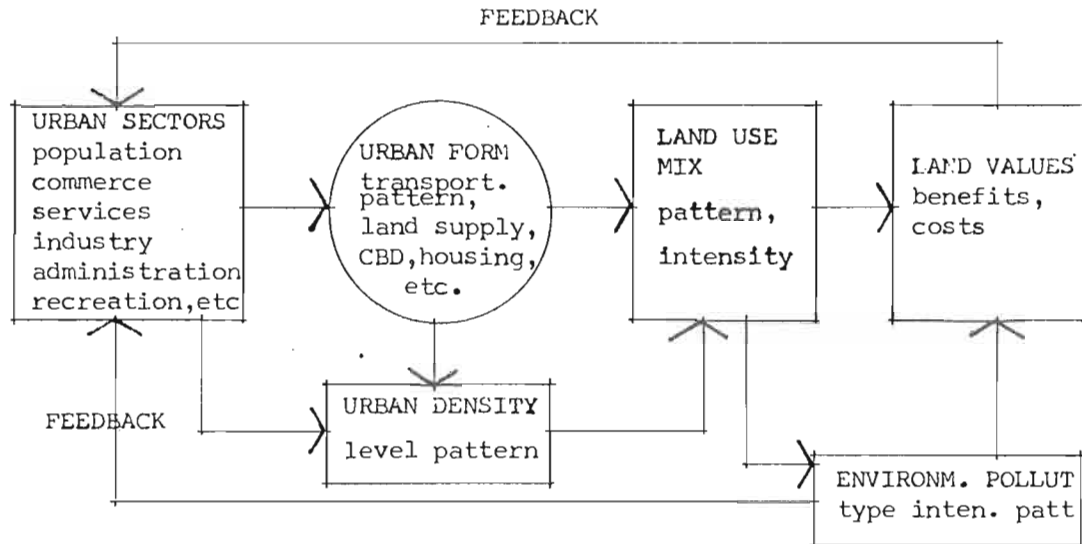 FEEDBACK
URBAN SECTORS
population
commerce
services
industry
administration
recreation,etc
URBAN FORM
transport.
pattern,
land supply,
CBD,housing,
etc.
LAND USE
MIX
pattern,
intensity
LAND VALUES
benefits,
costs
FEEDBACK
URBAN DENSITY
level pattern
ENVIRONM. POLLUT
type inten. patt